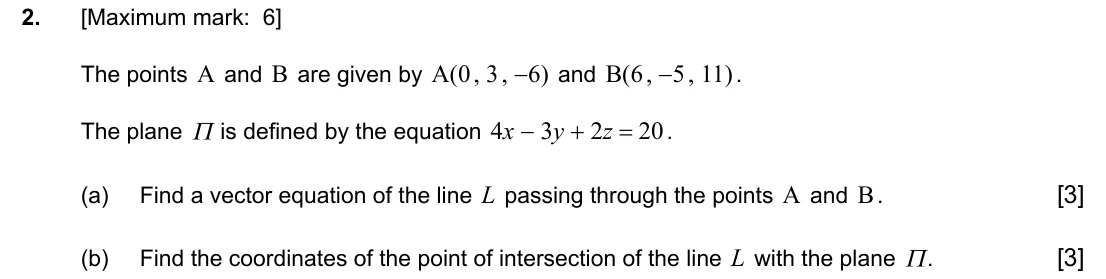 2. [Maximum mark: 6]
The points A and B are given by A(0, 3, −6) and B(6, −5, 11).
The plane Π is defined by the equation 4x − 3y + 2z = 20.
(a) Find a vector equation of the line L passing through the points A and B. [3]
(b) Find the coordinates of the point of intersection of the line L with the plane Π. [3]